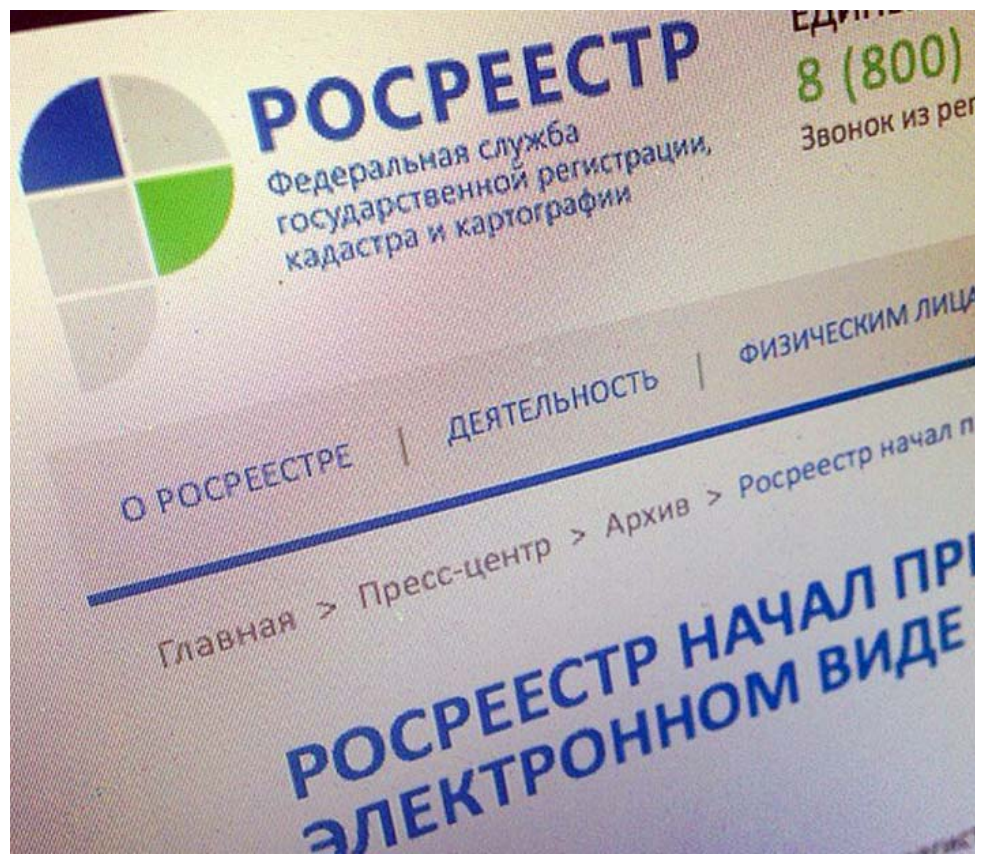 РОСРЕЕСТР
Федеральная служба
государственной регистрации,
кадастра и картографии
8 (800)
Звонок из
О РОСРЕЕСТРЕ | ДЕЯТЕЛЬНОСТЬ | ФИЗИЧЕСКИМ
Главная > Пресс-центр > Архив > Росреестр начал
РОСРЕЕСТР НАЧАЛ
ЭЛЕКТРОННОМ ВИДЕ